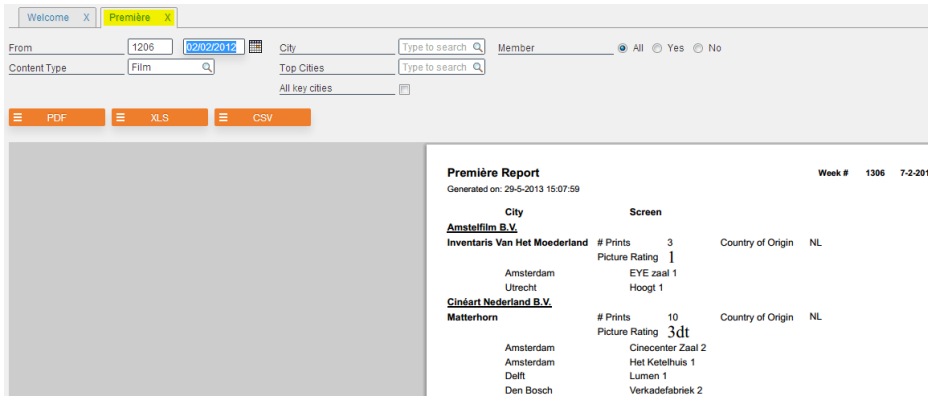 Welcome X Première X
From 1206 02/02/2012 City Type to search Member All Yes No
Content Type Film Top Cities Type to search
All key cities
PDF XLS CSV
Première Report Week # 1306 7-2-201
Generated on: 29-5-2013 15:07:59
City Screen
Amstelfilm B.V.
Inventaris Van Het Moederland # Prints 3 Country of Origin NL
Picture Rating 1
Amsterdam EYE zaal 1
Utrecht Hoogt 1
Cinéart Nederland B.V.
Matterhorn # Prints 10 Country of Origin NL
Picture Rating 3dt
Amsterdam Cinecenter Zaal 2
Amsterdam Het Ketelhuis 1
Delft Lumen 1
Den Bosch Verkadefabriek 2